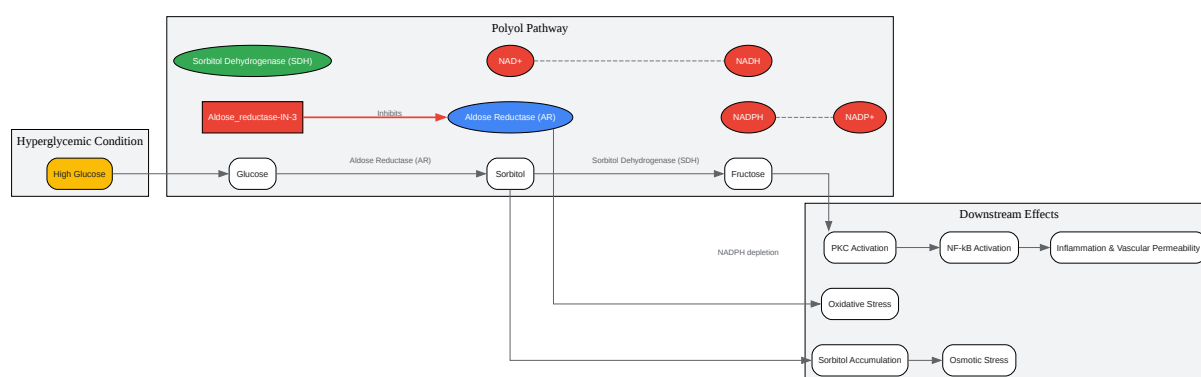 Polyol Pathway
Sorbitol Dehydrogenase (SDH)
NAD+
NADH
Aldose_reductase-IN-3
Inhibits
Aldose Reductase (AR)
NADPH
NADP+
Hyperglycemic Condition
High Glucose
Glucose
Aldose Reductase (AR)
Sorbitol
Sorbitol Dehydrogenase (SDH)
Fructose
Downstream Effects
NADPH depletion
PKC Activation
NF-kB Activation
Inflammation & Vascular Permeability
Oxidative Stress
Sorbitol Accumulation
Osmotic Stress